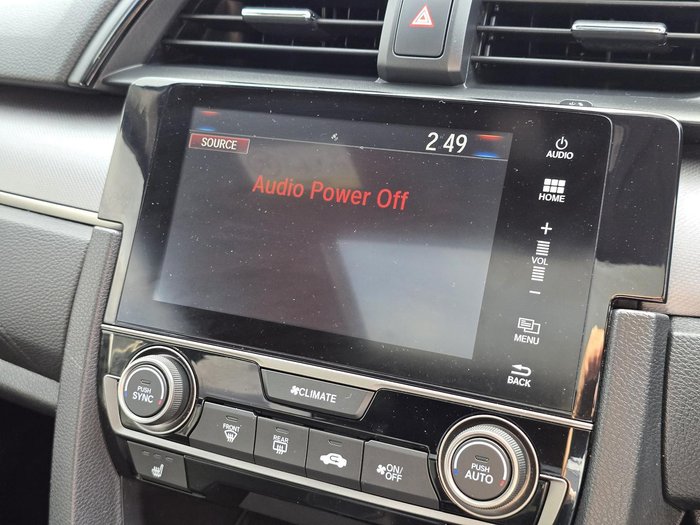 SOURCE
2:49
AUDIO
Audio Power Off
HOME
+
VOL
-
MENU
BACK
CLIMATE
PUSH
SYNC
FRONT
REAR
ON/
OFF
PUSH
AUTO